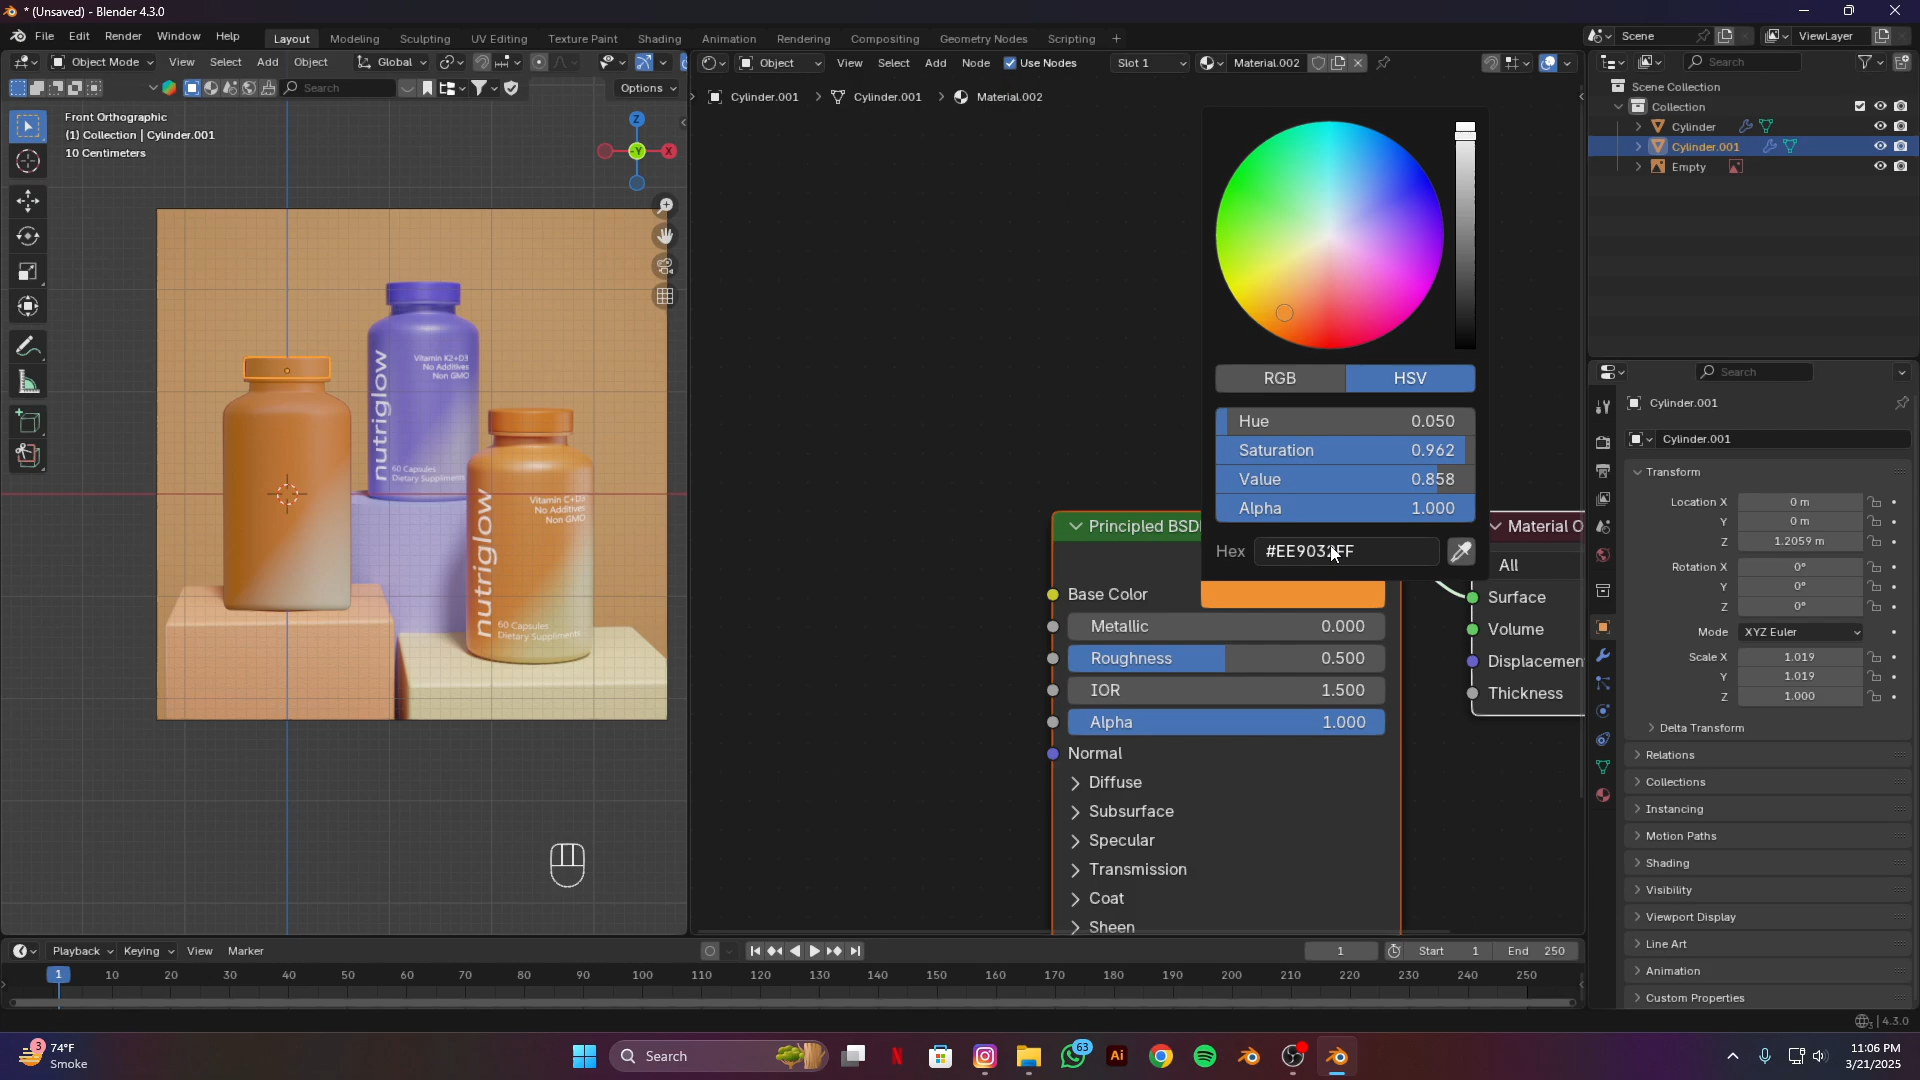 * (Unsaved) - Blender 4.3.0
File Edit Render Window Help
Layout Modeling Sculpting UV Editing Texture Paint Shading Animation Rendering Compositing Geometry Nodes Scripting +
Scene
ViewLayer
Object Mode View Select Add Object Global
Object View Select Add Node Use Nodes Slot 1 Material.002
Search
Search Options
Cylinder.001 > Cylinder.001 > Material.002
Front Orthographic
(1) Collection | Cylinder.001
10 Centimeters
Z
-Y
X
Vitamin K2+D3
No Additives
Non GMO
nutriglow
60 Capsules
Dietary Suppliments
Vitamin C+D3
No Additives
Non GMO
nutriglow
60 Capsules
Dietary Suppliments
RGB HSV
Hue 0.050
Saturation 0.962
Value 0.858
Alpha 1.000
Hex
Principled BSD
Base Color
Metallic 0.000
Roughness 0.500
IOR 1.500
Alpha 1.000
Normal
Diffuse
Subsurface
Specular
Transmission
Coat
Sheen
Material O
All
Surface
Volume
Displacemen
Thickness
Scene Collection
Collection
Cylinder
Cylinder.001
Empty
Search
Cylinder.001
Cylinder.001
Transform
Location X 0 m
Y 0 m
Z 1.2059 m
Rotation X 0°
Y 0°
Z 0°
Mode XYZ Euler
Scale X 1.019
Y 1.019
Z 1.000
Delta Transform
Relations
Collections
Instancing
Motion Paths
Shading
Visibility
Viewport Display
Line Art
Animation
Custom Properties
Playback Keying View Marker
1 Start 1 End 250
1 10 20 30 40 50 60 70 80 90 100 110 120 130 140 150 160 170 180 190 200 210 220 230 240 250
4.3.0
3
74°F
Smoke
Search
63
Ai
11:06 PM
3/21/2025